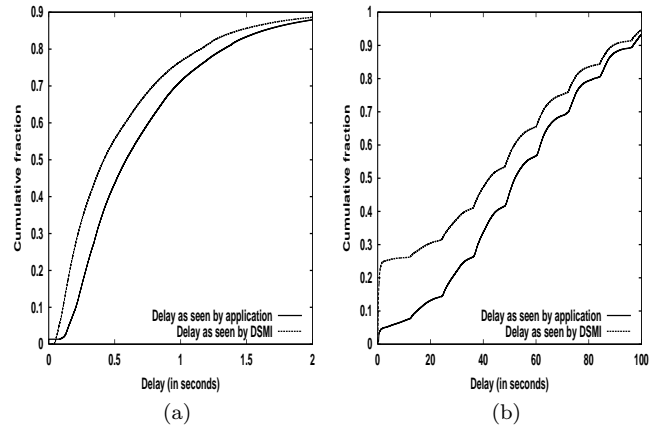 0.9
0.8
0.7
0.6
0.5
0.4
0.3
0.2
0.1
0
Cumulative fraction
Delay as seen by application
Delay as seen by DSMI
0 0.5 1 1.5 2
Delay (in seconds)
(a)
1
0.9
0.8
0.7
0.6
0.5
0.4
0.3
0.2
0.1
0
Cumulative fraction
Delay as seen by application
Delay as seen by DSMI
0 20 40 60 80 100
Delay (in seconds)
(b)